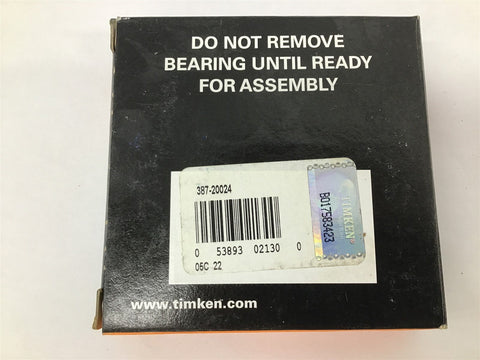 DO NOT REMOVE
BEARING UNTIL READY
FOR ASSEMBLY
387-20024
TIMKEN
B017583423
0 53893 02130 0
06C 22
www.timken.com